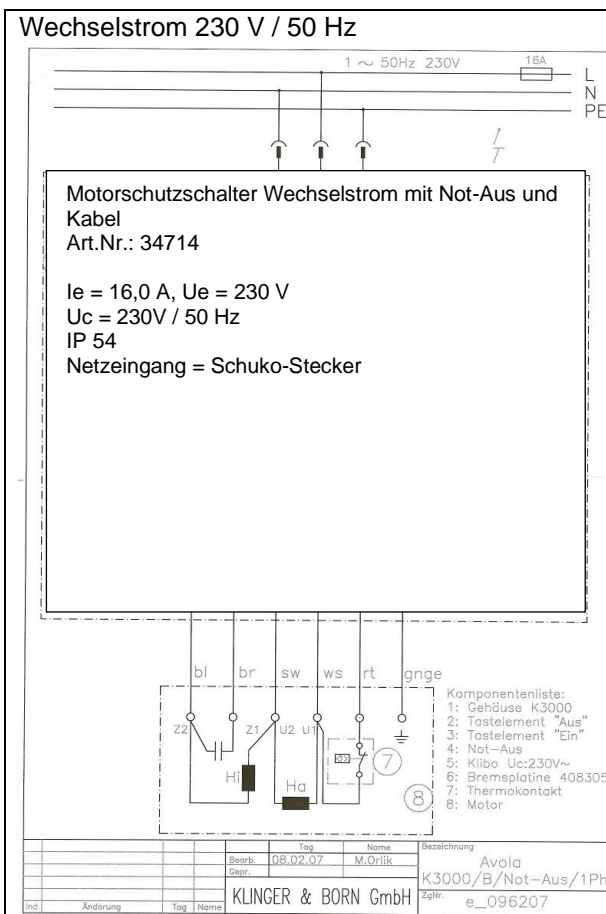 Wechselstrom 230 V / 50 Hz
1 ~ 50Hz 230V
16A
L
N
PE
Motorschutzschalter Wechselstrom mit Not-Aus und
Kabel
Art.Nr.: 34714
Ie = 16,0 A, Ue = 230 V
Uc = 230V / 50 Hz
IP 54
Netzeingang = Schuko-Stecker
bl br sw ws rt gnge
Z2 Z1 U2 U1
Hi
Ha
7
8
Komponentenliste:
1: Gehäuse K3000
2: Tastelement "Aus"
3: Tastelement "Ein"
4: Not-Aus
5: Klibo Uc:230V~
6: Bremsplatine 408305
7: Thermokontakt
8: Motor
Tag Name
Bearb. 08.02.07 M.Orlik
Gepr.
KLINGER & BORN GmbH
Ind. Änderung Tag Name
Bezeichnung
Avola
K3000/B/Not-Aus/1Ph
ZgNr. e_096207